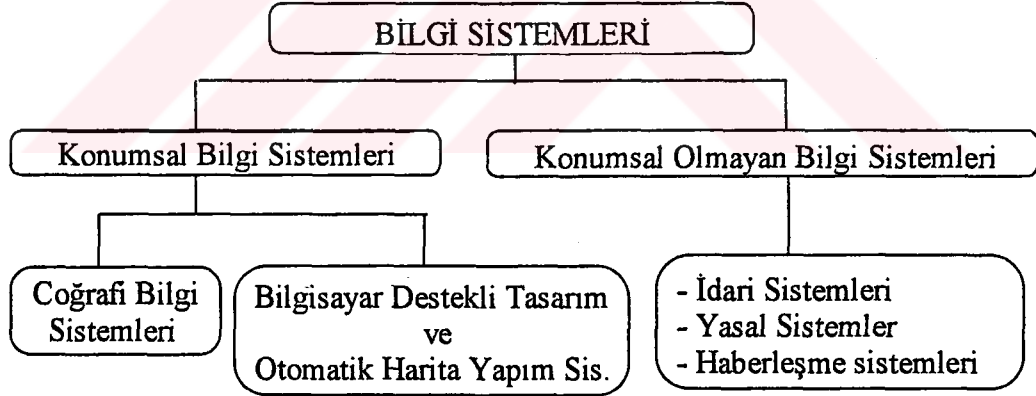 BİLGİ SİSTEMLERİ
Konumsal Bilgi Sistemleri
Konumsal Olmayan Bilgi Sistemleri
Coğrafi Bilgi
Sistemleri
Bilgisayar Destekli Tasarım
ve
Otomatik Harita Yapım Sis.
- İdari Sistemleri
- Yasal Sistemler
- Haberleşme sistemleri